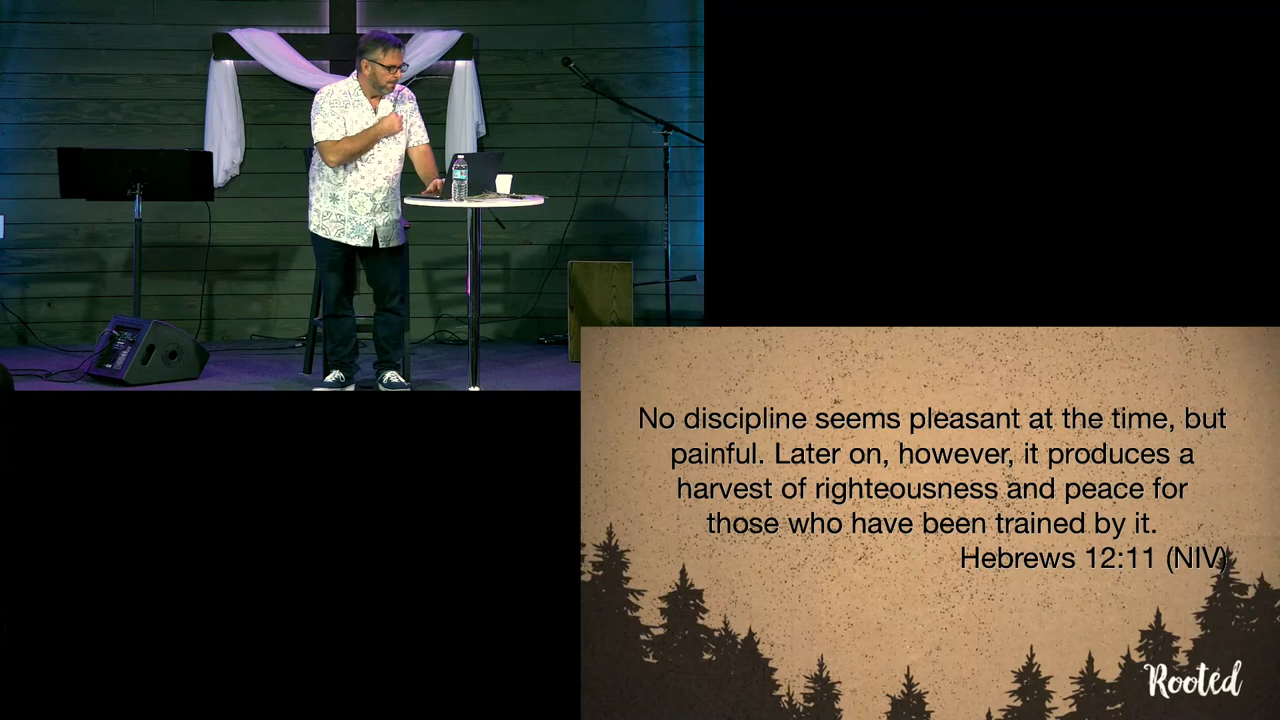 No discipline seems pleasant at the time, but
painful. Later on, however, it produces a
harvest of righteousness and peace for
those who have been trained by it.
Hebrews 12:11 (NIV)
Rooted